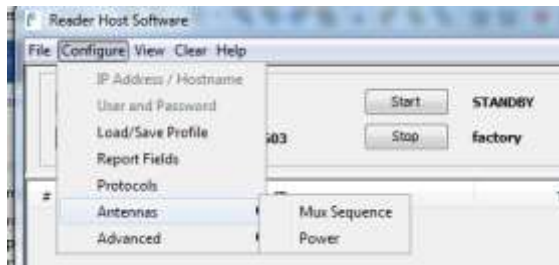 Reader Host Software
File Configure View Clear Help
IP Address / Hostname
User and Password
Start STANDBY
Load/Save Profile
G03 Stop factory
Report Fields
Protocols
#
Antennas
Mux Sequence
Advanced
Power